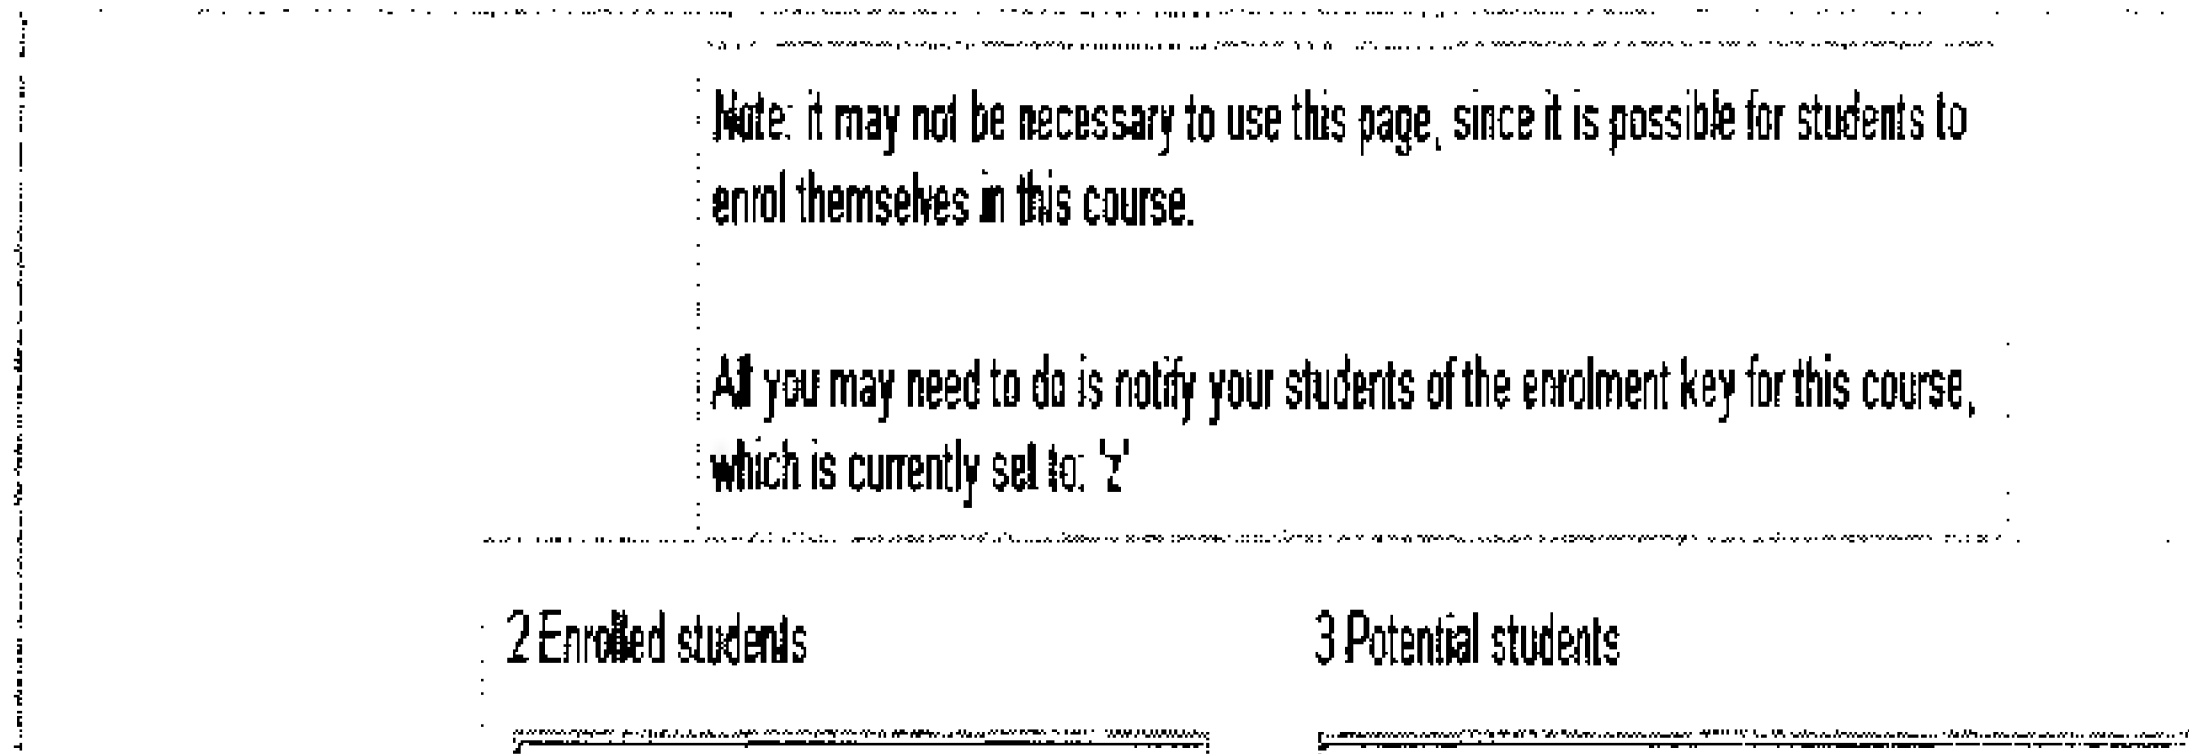 Note: it may not be necessary to use this page, since it is possible for students to
enrol themselves in this course.
All you may need to do is notify your students of the enrolment key for this course,
which is currently set to: 'z'
2 Enrolled students
3 Potential students